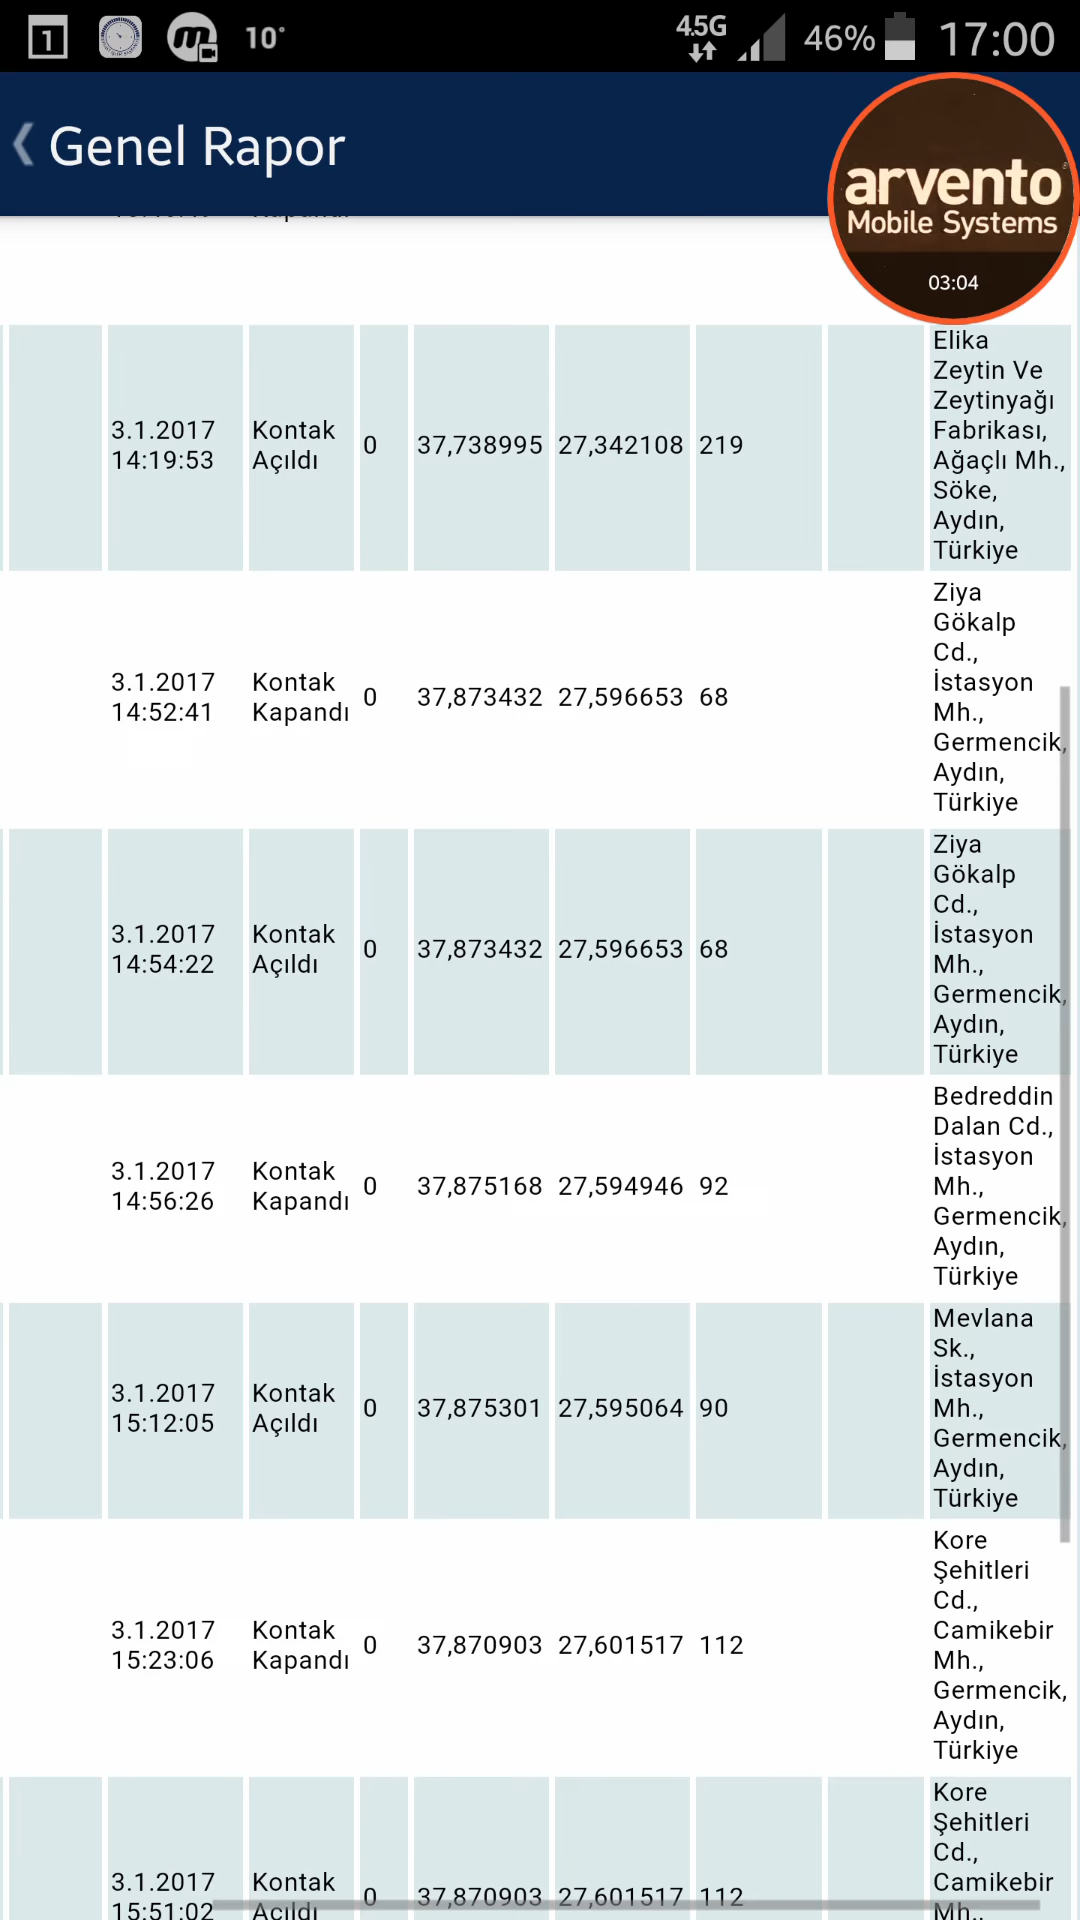 1 10° 4.5G 46% 17:00
Genel Rapor
arvento
Mobile Systems
03:04
3.1.2017
14:19:53
Kontak
Açıldı
0
37,738995
27,342108
219
Elika
Zeytin Ve
Zeytinyağı
Fabrikası,
Ağaçlı Mh.,
Söke,
Aydın,
Türkiye
3.1.2017
14:52:41
Kontak
Kapandı
0
37,873432
27,596653
68
Ziya
Gökalp
Cd.,
İstasyon
Mh.,
Germencik,
Aydın,
Türkiye
3.1.2017
14:54:22
Kontak
Açıldı
0
37,873432
27,596653
68
Ziya
Gökalp
Cd.,
İstasyon
Mh.,
Germencik,
Aydın,
Türkiye
3.1.2017
14:56:26
Kontak
Kapandı
0
37,875168
27,594946
92
Bedreddin
Dalan Cd.,
İstasyon
Mh.,
Germencik,
Aydın,
Türkiye
3.1.2017
15:12:05
Kontak
Açıldı
0
37,875301
27,595064
90
Mevlana
Sk.,
İstasyon
Mh.,
Germencik,
Aydın,
Türkiye
3.1.2017
15:23:06
Kontak
Kapandı
0
37,870903
27,601517
112
Kore
Şehitleri
Cd.,
Camikebir
Mh.,
Germencik,
Aydın,
Türkiye
3.1.2017
15:51:02
Kontak
Açıldı
0
37,870903
27,601517
112
Kore
Şehitleri
Cd.,
Camikebir
Mh.,